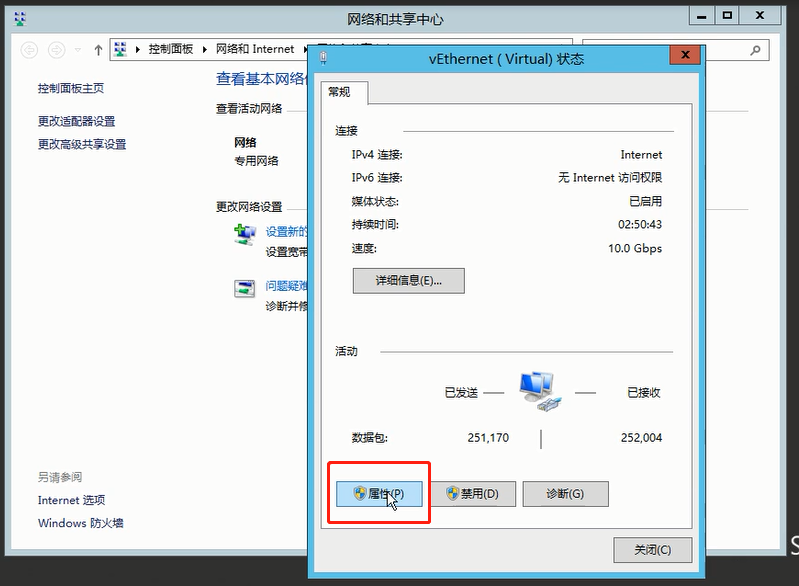 网络和共享中心
控制面板 网络和 Internet
控制面板主页
更改适配器设置
更改高级共享设置
查看基本网络
查看活动网络
网络
专用网络
更改网络设置
设置新的
设置宽带
问题疑难
诊断并修
另请参阅
Internet 选项
Windows 防火墙
vEthernet ( Virtual) 状态
常规
连接
IPv4 连接: Internet
IPv6 连接: 无 Internet 访问权限
媒体状态: 已启用
持续时间: 02:50:43
速度: 10.0 Gbps
详细信息(E)...
活动
已发送 已接收
数据包: 251,170 252,004
属性(P) 禁用(D) 诊断(G)
关闭(C)